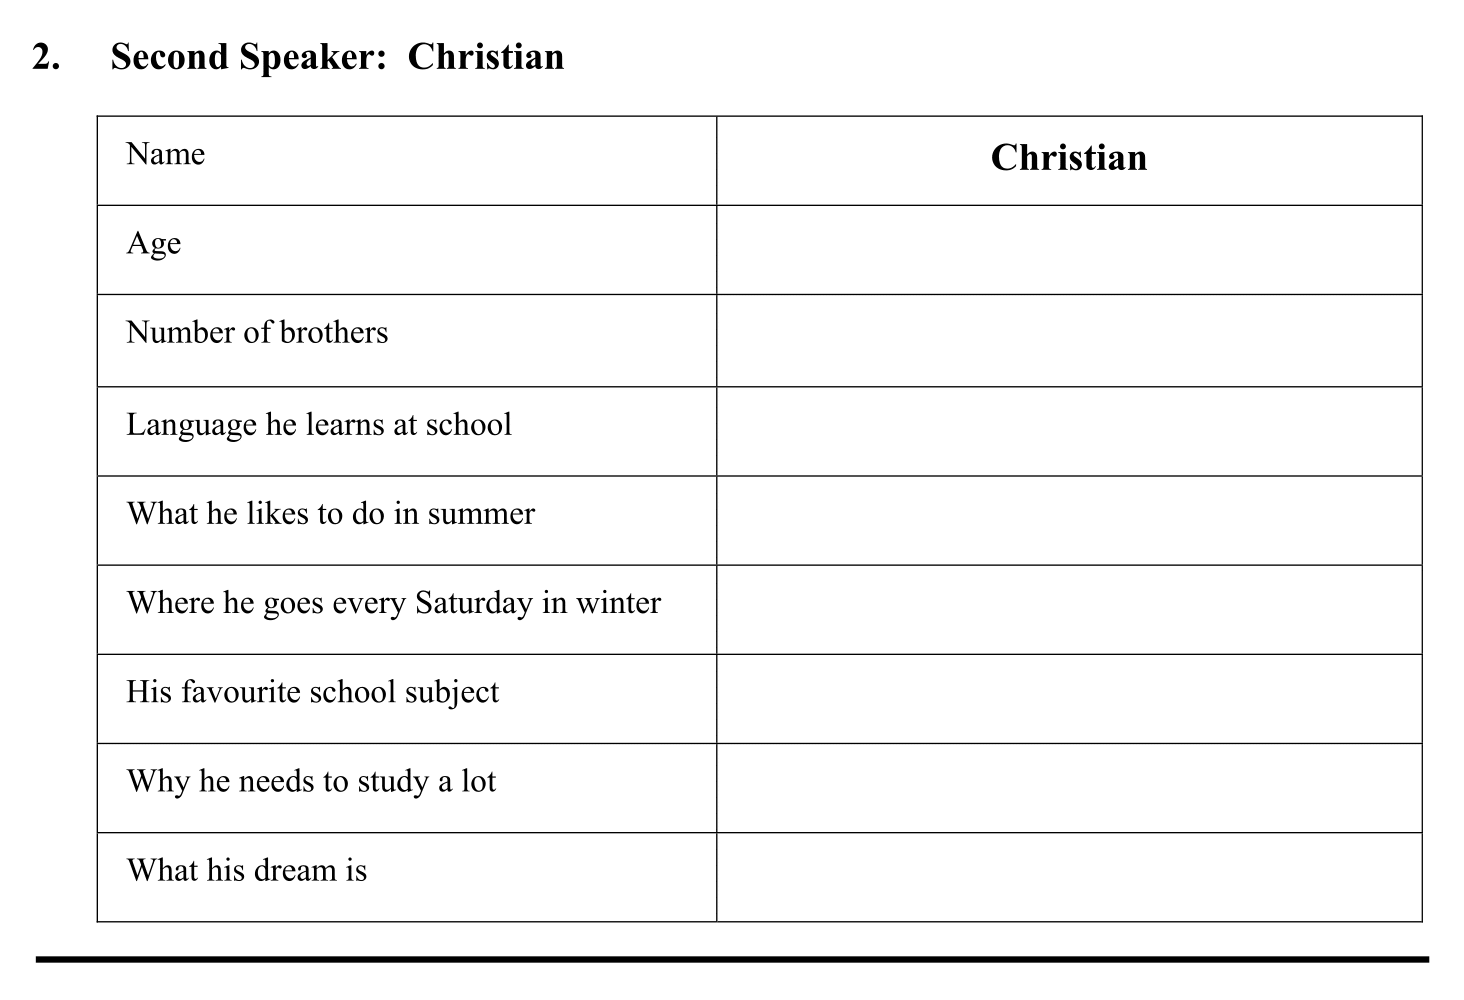 2. Second Speaker: Christian
Name Christian
Age
Number of brothers
Language he learns at school
What he likes to do in summer
Where he goes every Saturday in winter
His favourite school subject
Why he needs to study a lot
What his dream is